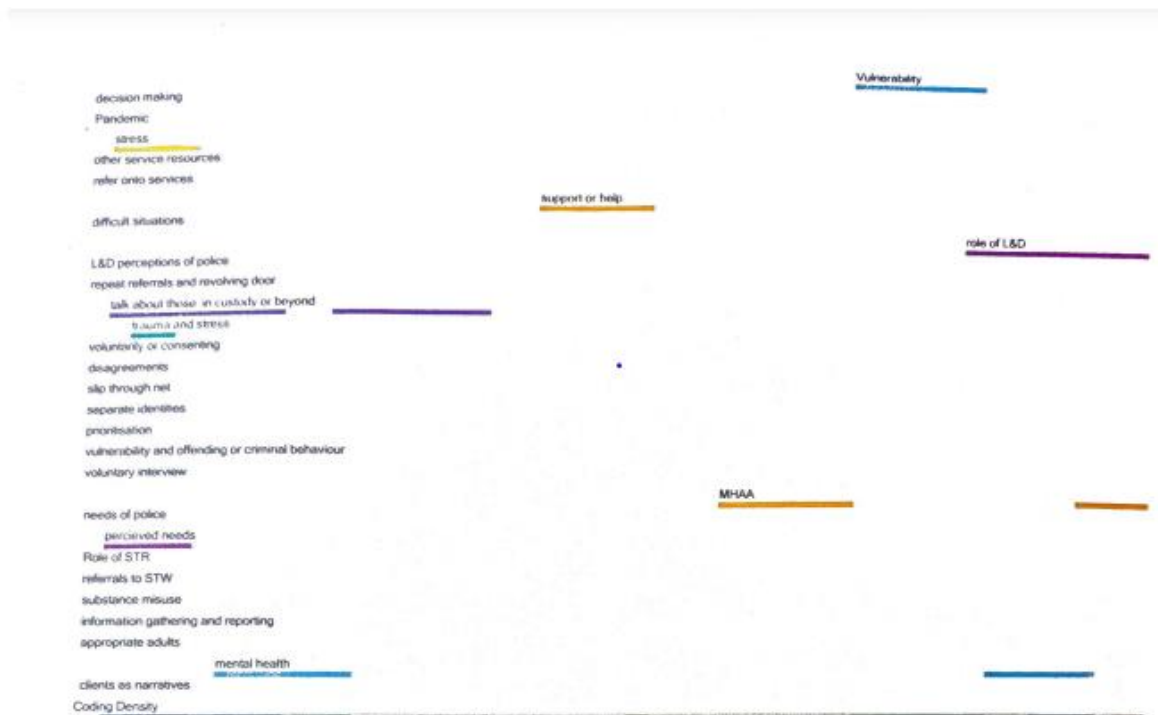 Vulnerability
decision making
Pandemic
stress
other service resources
refer onto services
support or help
difficult situations
role of L&D
L&D perceptions of police
repeat referrals and revolving door
talk about those in custody or beyond
trauma and stress
voluntarily or consenting
disagreements
slip through net
separate identities
prioritisation
vulnerability and offending or criminal behaviour
voluntary interview
MHAA
needs of police
percieved needs
Role of STR
referrals to STW
substance misuse
information gathering and reporting
appropriate adults
mental health
clients as narratives
Coding Density